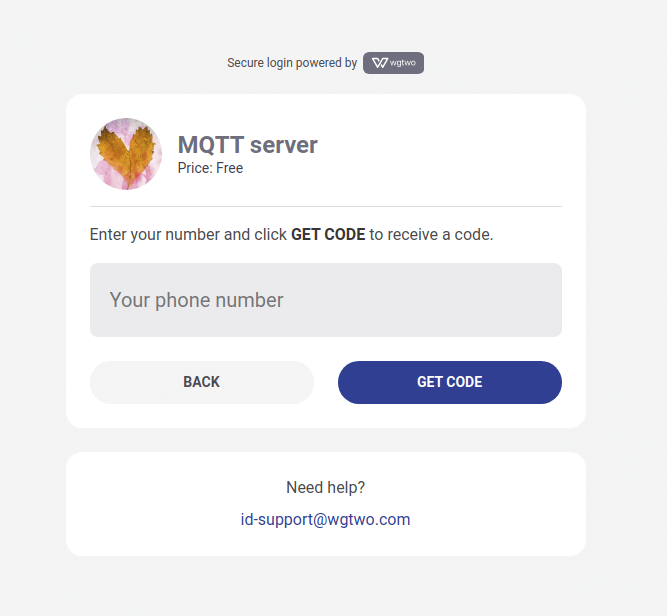 Secure login powered by wgtwo
MQTT server
Price: Free
Enter your number and click GET CODE to receive a code.
Your phone number
BACK GET CODE
Need help?
id-support@wgtwo.com